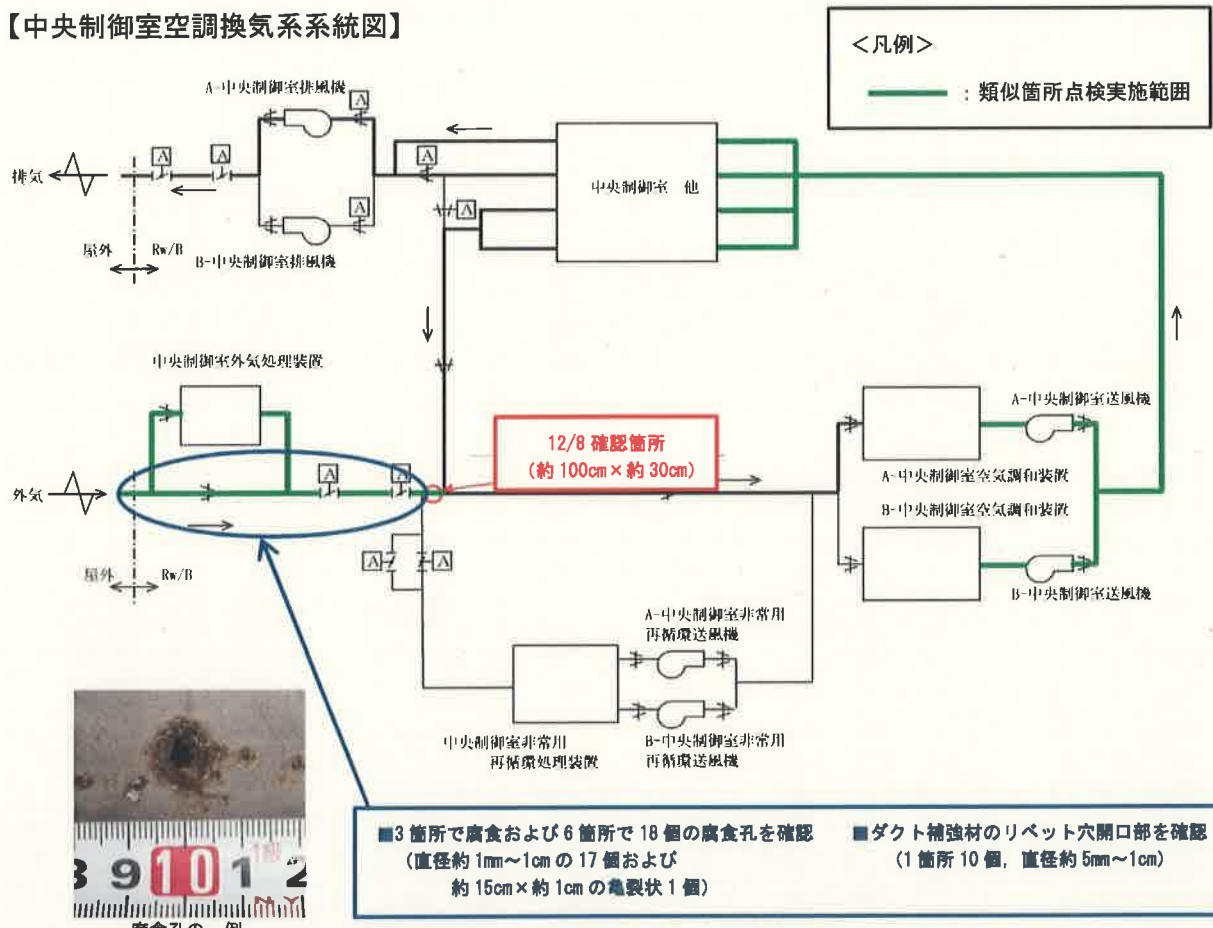 【中央制御室空調換気系系統図】
<凡例>
：類似箇所点検実施範囲
A-中央制御室排風機
A
A
A
A
排気
中央制御室 他
A
A
屋外
Rw/B
B-中央制御室排風機
中央制御室外気処理装置
12/8 確認箇所
(約 100cm×約 30cm)
A-中央制御室送風機
A
A
外気
A-中央制御室空気調和装置
B-中央制御室空気調和装置
A
A
屋外
Rw/B
B-中央制御室送風機
A-中央制御室非常用
再循環送風機
中央制御室非常用
再循環処理装置
B-中央制御室非常用
再循環送風機
■3 箇所で腐食および 6 箇所で 18 個の腐食孔を確認
(直径約 1mm～1cm の 17 個および
約 15cm×約 1cm の亀裂状 1 個)
■ダクト補強材のリベット穴開口部を確認
(1 箇所 10 個，直径約 5mm～1cm)
9 10 1 2